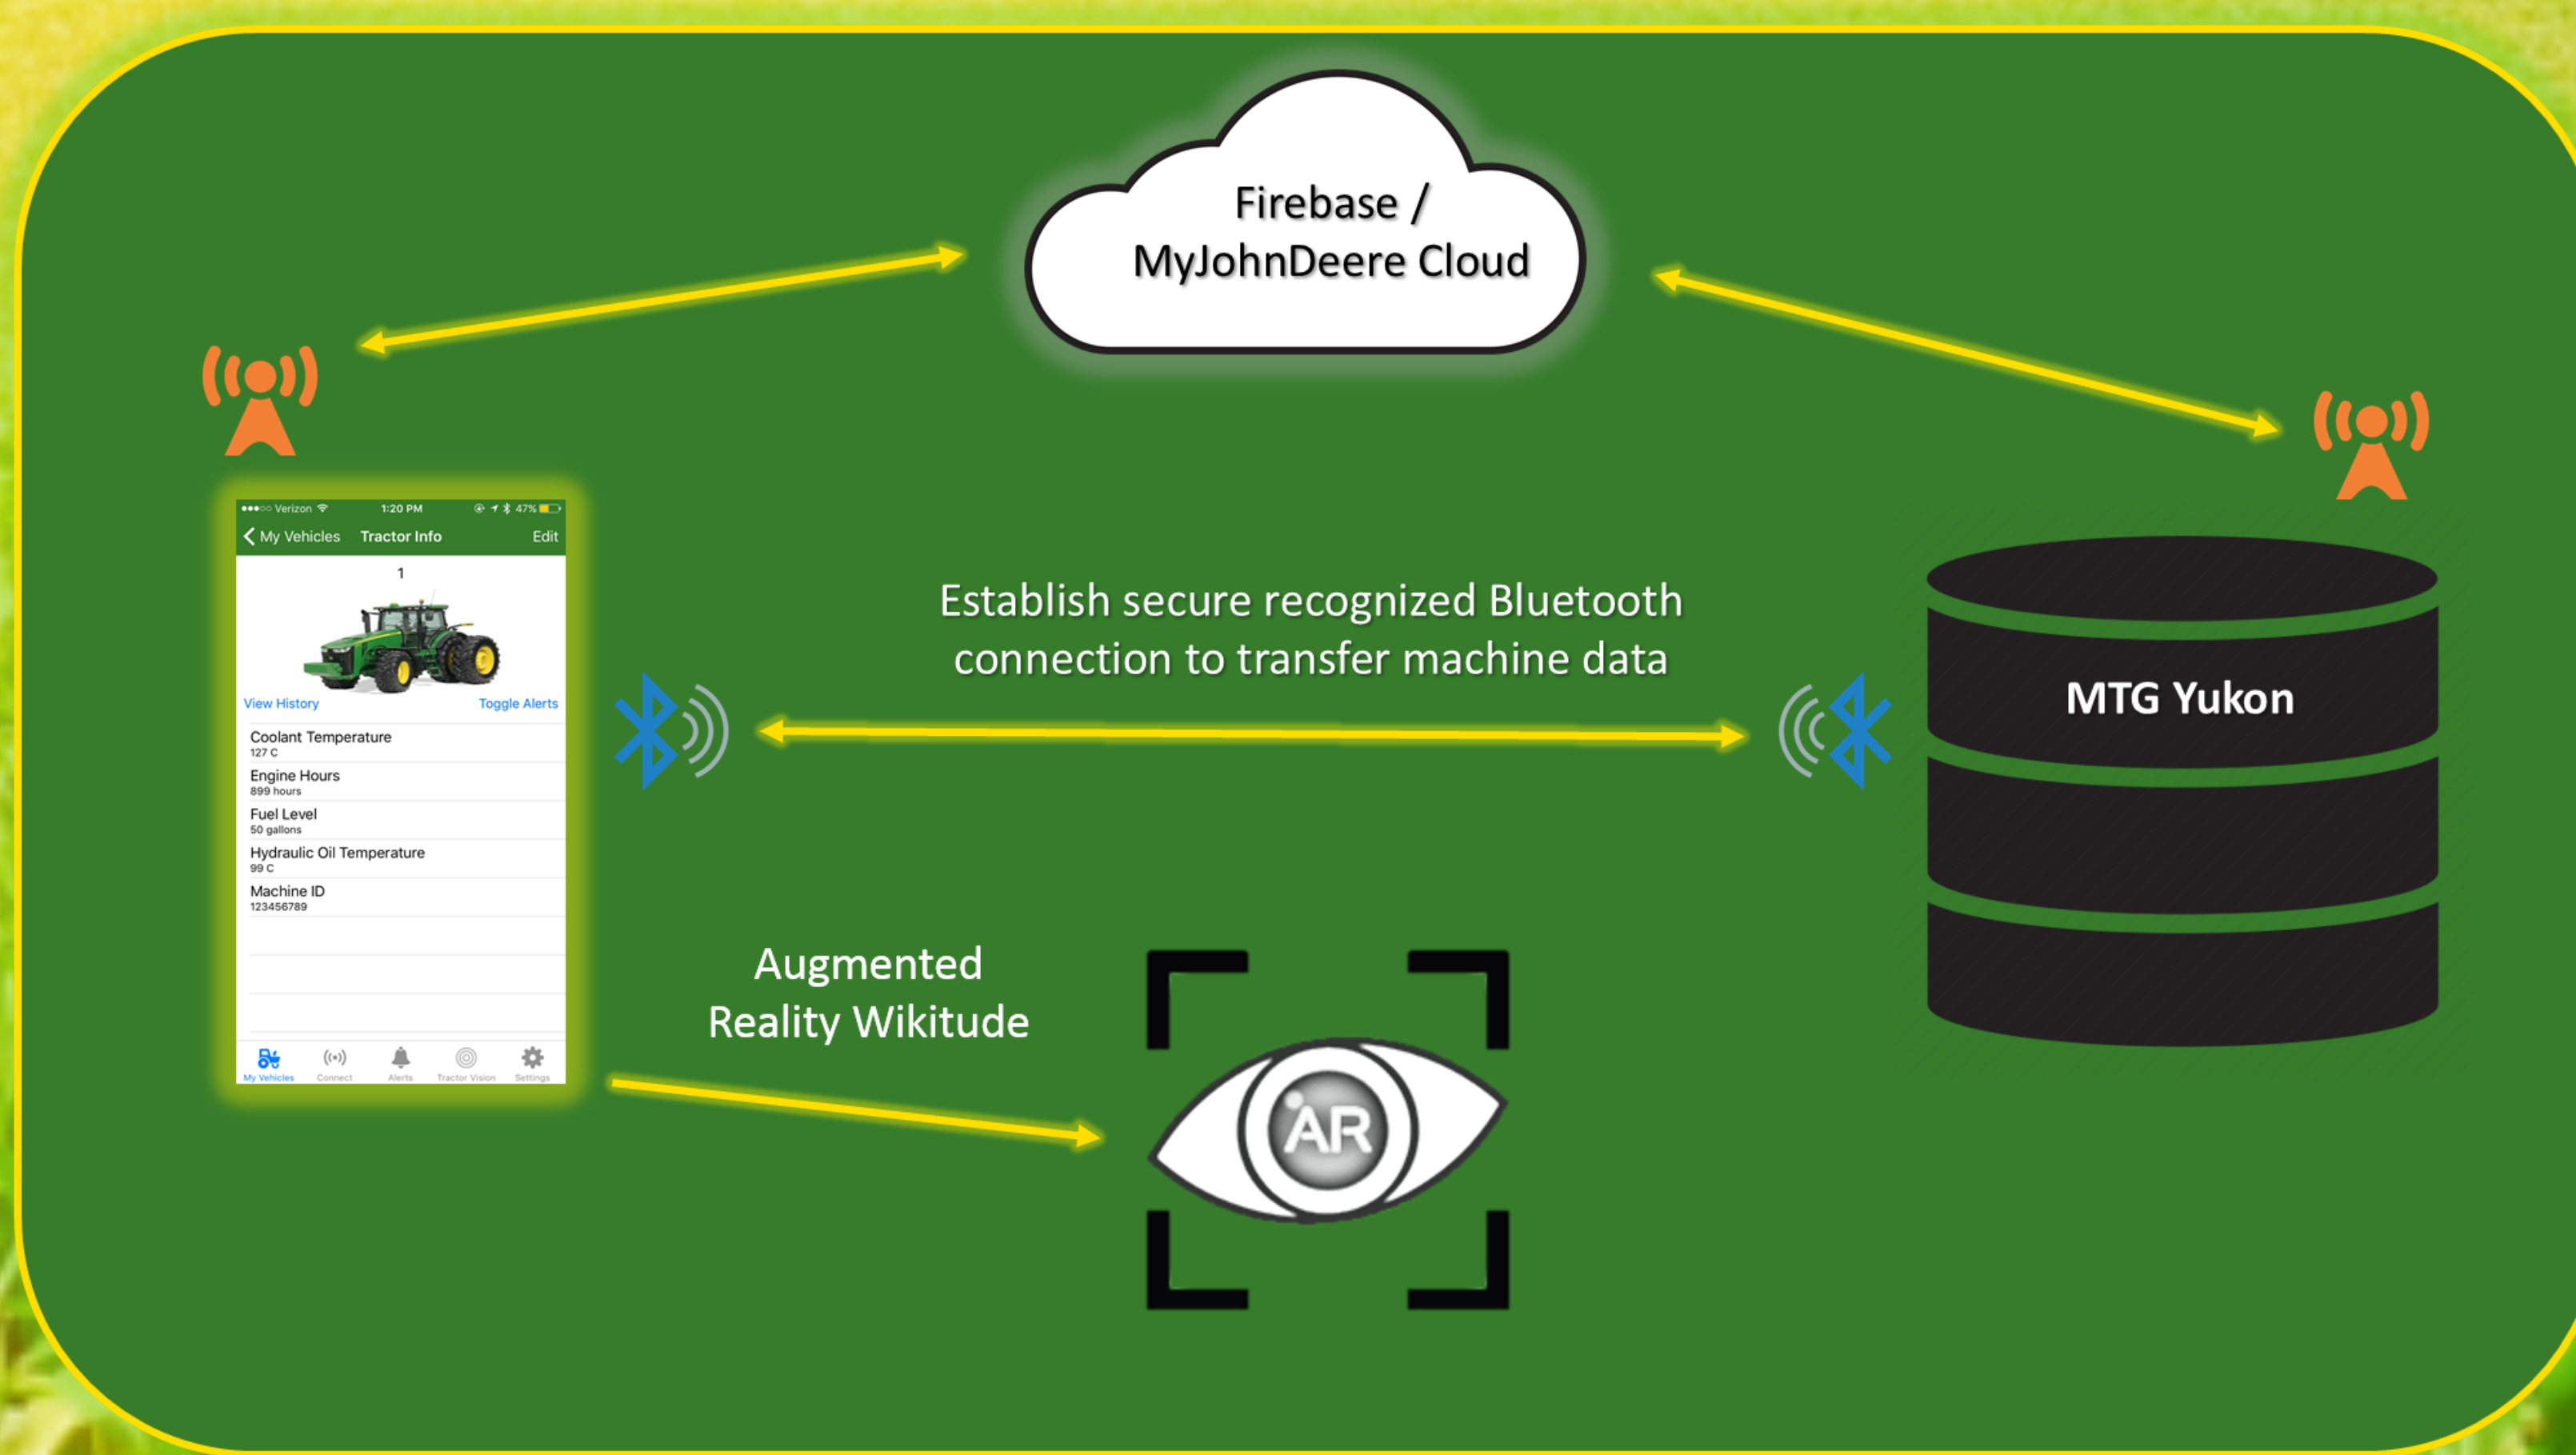 Firebase /
MyJohnDeere Cloud
Verizon 1:20 PM 47%
My Vehicles Tractor Info Edit
1
View History Toggle Alerts
Coolant Temperature
127 C
Engine Hours
899 hours
Fuel Level
50 gallons
Hydraulic Oil Temperature
99 C
Machine ID
123456789
My Vehicles Connect Alerts Tractor Vision Settings
Establish secure recognized Bluetooth
connection to transfer machine data
MTG Yukon
Augmented
Reality Wikitude
AR